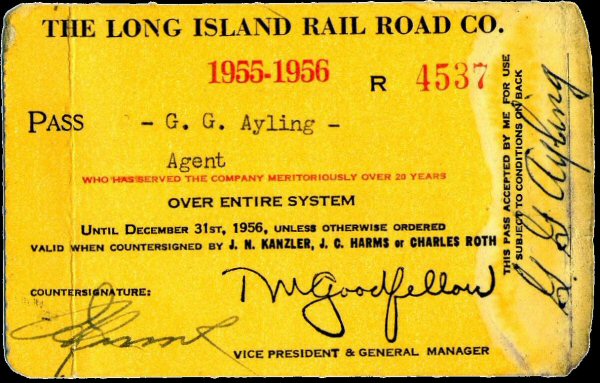 THE LONG ISLAND RAIL ROAD CO.
1955-1956 R 4537
PASS - G. G. Ayling -
Agent
WHO HAS SERVED THE COMPANY MERITORIOUSLY OVER 20 YEARS
OVER ENTIRE SYSTEM
UNTIL DECEMBER 31ST, 1956, UNLESS OTHERWISE ORDERED
VALID WHEN COUNTERSIGNED BY J. N. KANZLER, J. C. HARMS OR CHARLES ROTH
COUNTERSIGNATURE:
TMGoodfellow
VICE PRESIDENT & GENERAL MANAGER
THIS PASS ACCEPTED BY ME FOR USE
SUBJECT TO CONDITIONS ON BACK
G. G. Ayling